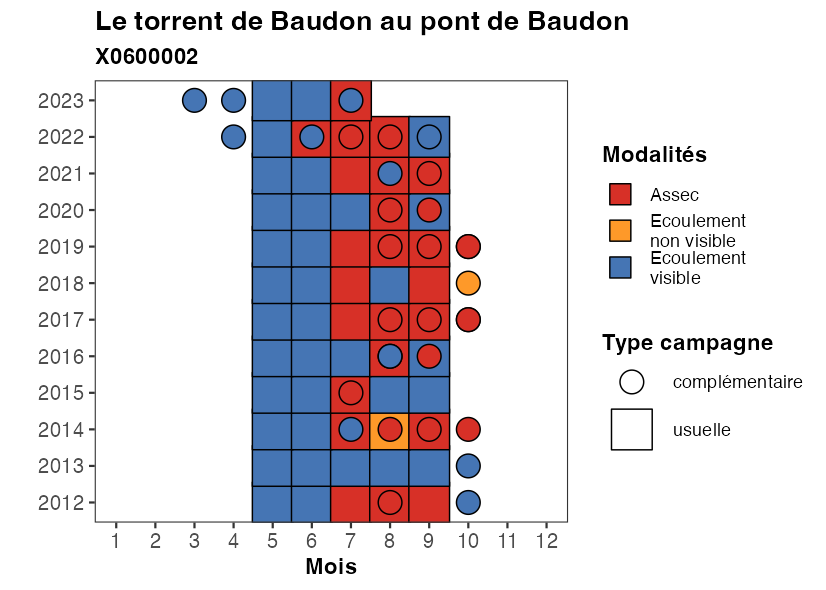 Le torrent de Baudon au pont de Baudon
X0600002
2023
2022
2021
2020
2019
2018
2017
2016
2015
2014
2013
2012
1 2 3 4 5 6 7 8 9 10 11 12
Mois
Modalités
Assec
Ecoulement
non visible
Ecoulement
visible
Type campagne
complémentaire
usuelle